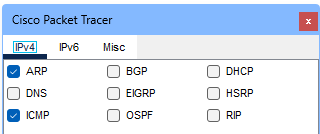 Cisco Packet Tracer x
IPv4 IPv6 Misc
ARP BGP DHCP
DNS EIGRP HSRP
ICMP OSPF RIP